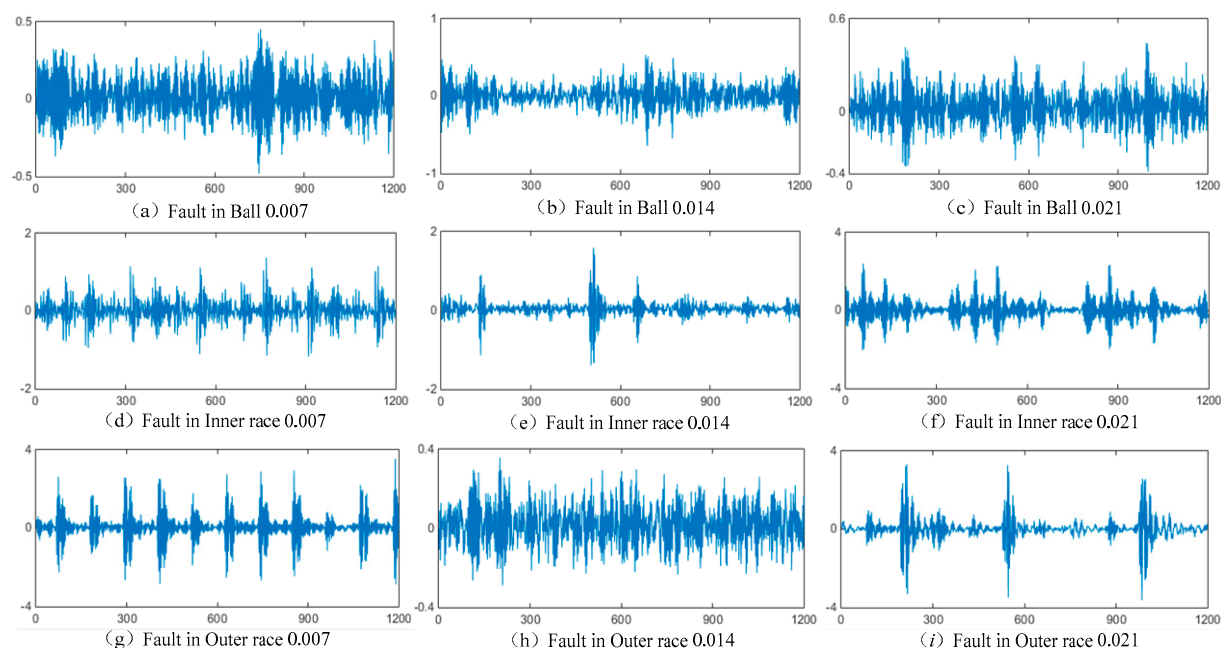 0.5
0
-0.5
0 300 600 900 1200
(a) Fault in Ball 0.007
1
0
-1
0 300 600 900 1200
(b) Fault in Ball 0.014
0.6
0
-0.4
0 300 600 900 1200
(c) Fault in Ball 0.021
2
0
-2
0 300 600 900 1200
(d) Fault in Inner race 0.007
2
0
-2
0 300 600 900 1200
(e) Fault in Inner race 0.014
4
0
-4
0 300 600 900 1200
(f) Fault in Inner race 0.021
4
0
-4
0 300 600 900 1200
(g) Fault in Outer race 0.007
0.4
0
-0.4
0 300 600 900 1200
(h) Fault in Outer race 0.014
4
0
-4
0 300 600 900 1200
(i) Fault in Outer race 0.021